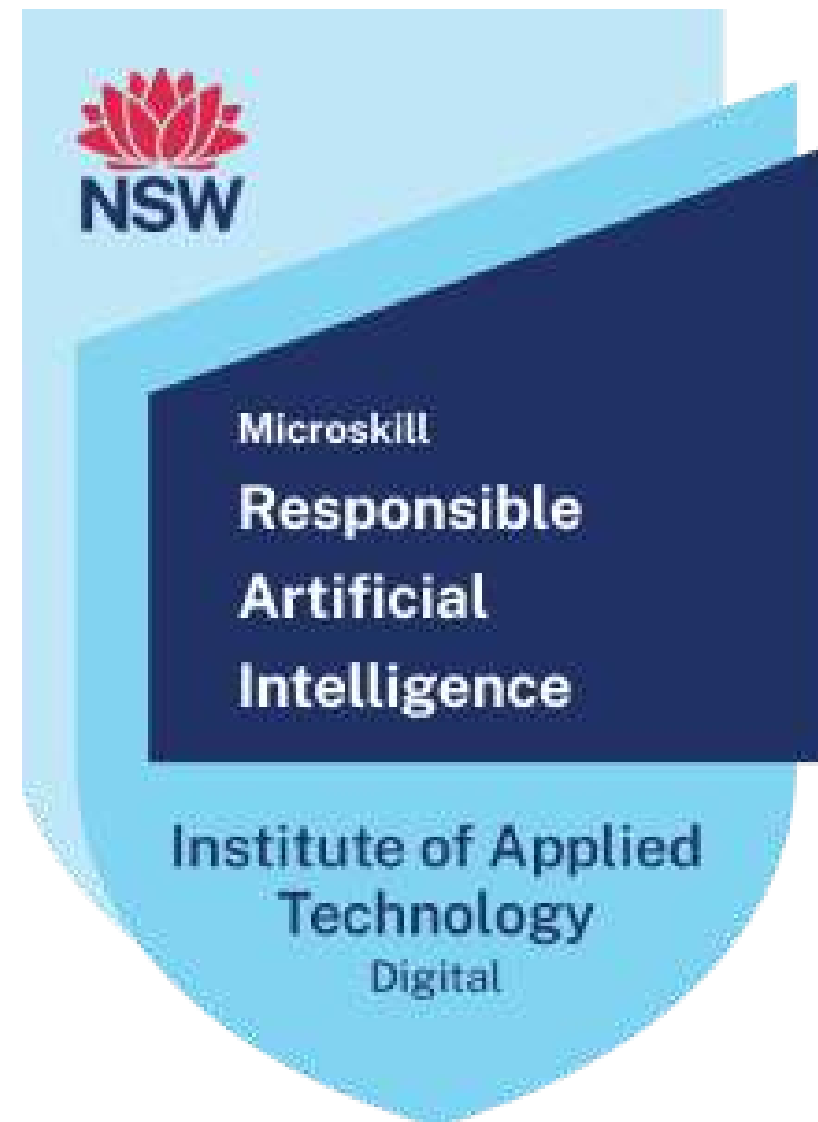 NSW
Microskill
Responsible
Artificial
Intelligence
Institute of Applied
Technology
Digital